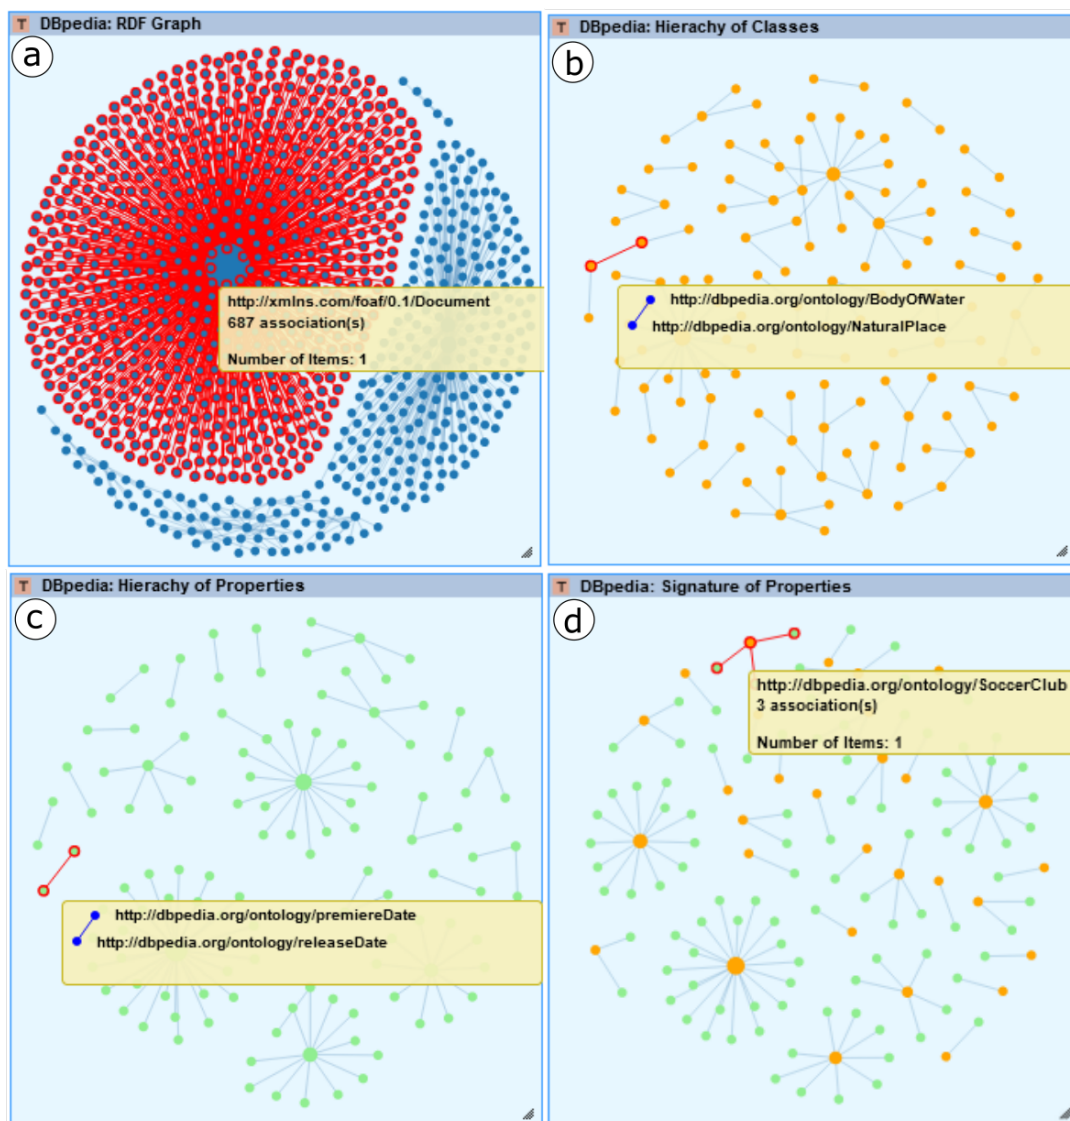 T DBpedia: RDF Graph
a
http://xmlns.com/foaf/0.1/Document
687 association(s)
Number of Items: 1
T DBpedia: Hierachy of Classes
b
http://dbpedia.org/ontology/BodyOfWater
http://dbpedia.org/ontology/NaturalPlace
T DBpedia: Hierachy of Properties
c
http://dbpedia.org/ontology/premiereDate
http://dbpedia.org/ontology/releaseDate
T DBpedia: Signature of Properties
d
http://dbpedia.org/ontology/SoccerClub
3 association(s)
Number of Items: 1